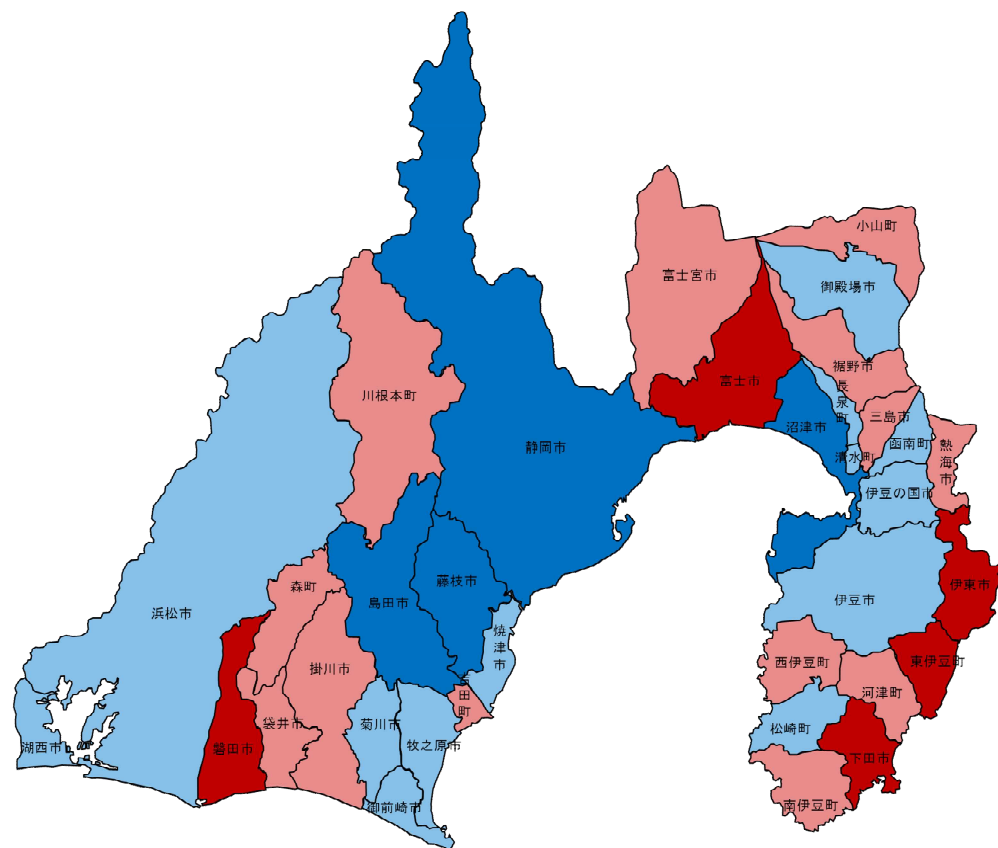 小山町
富士宮市
御殿場市
裾野市
川根本町
富士市
長泉町
三島市
沼津市
函南町
静岡市
熱海市
清水町
伊豆の国市
藤枝市
森町
伊東市
島田市
伊豆市
浜松市
焼津市
西伊豆町
東伊豆町
掛川市
吉田町
河津町
袋井市
菊川市
松崎町
牧之原市
湖西市
磐田市
下田市
御前崎市
南伊豆町